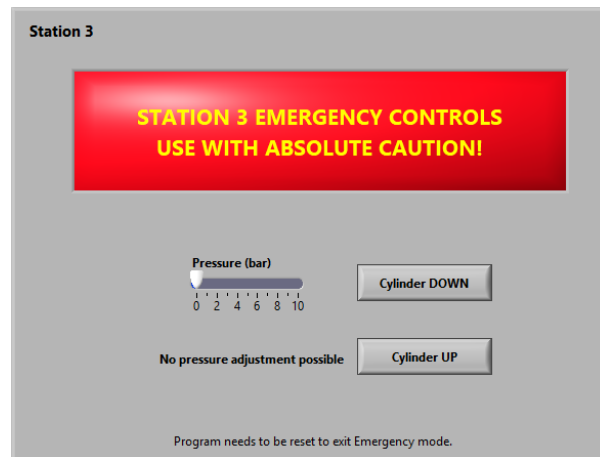 Station 3
STATION 3 EMERGENCY CONTROLS
USE WITH ABSOLUTE CAUTION!
Pressure (bar)
Cylinder DOWN
0 2 4 6 8 10
No pressure adjustment possible
Cylinder UP
Program needs to be reset to exit Emergency mode.